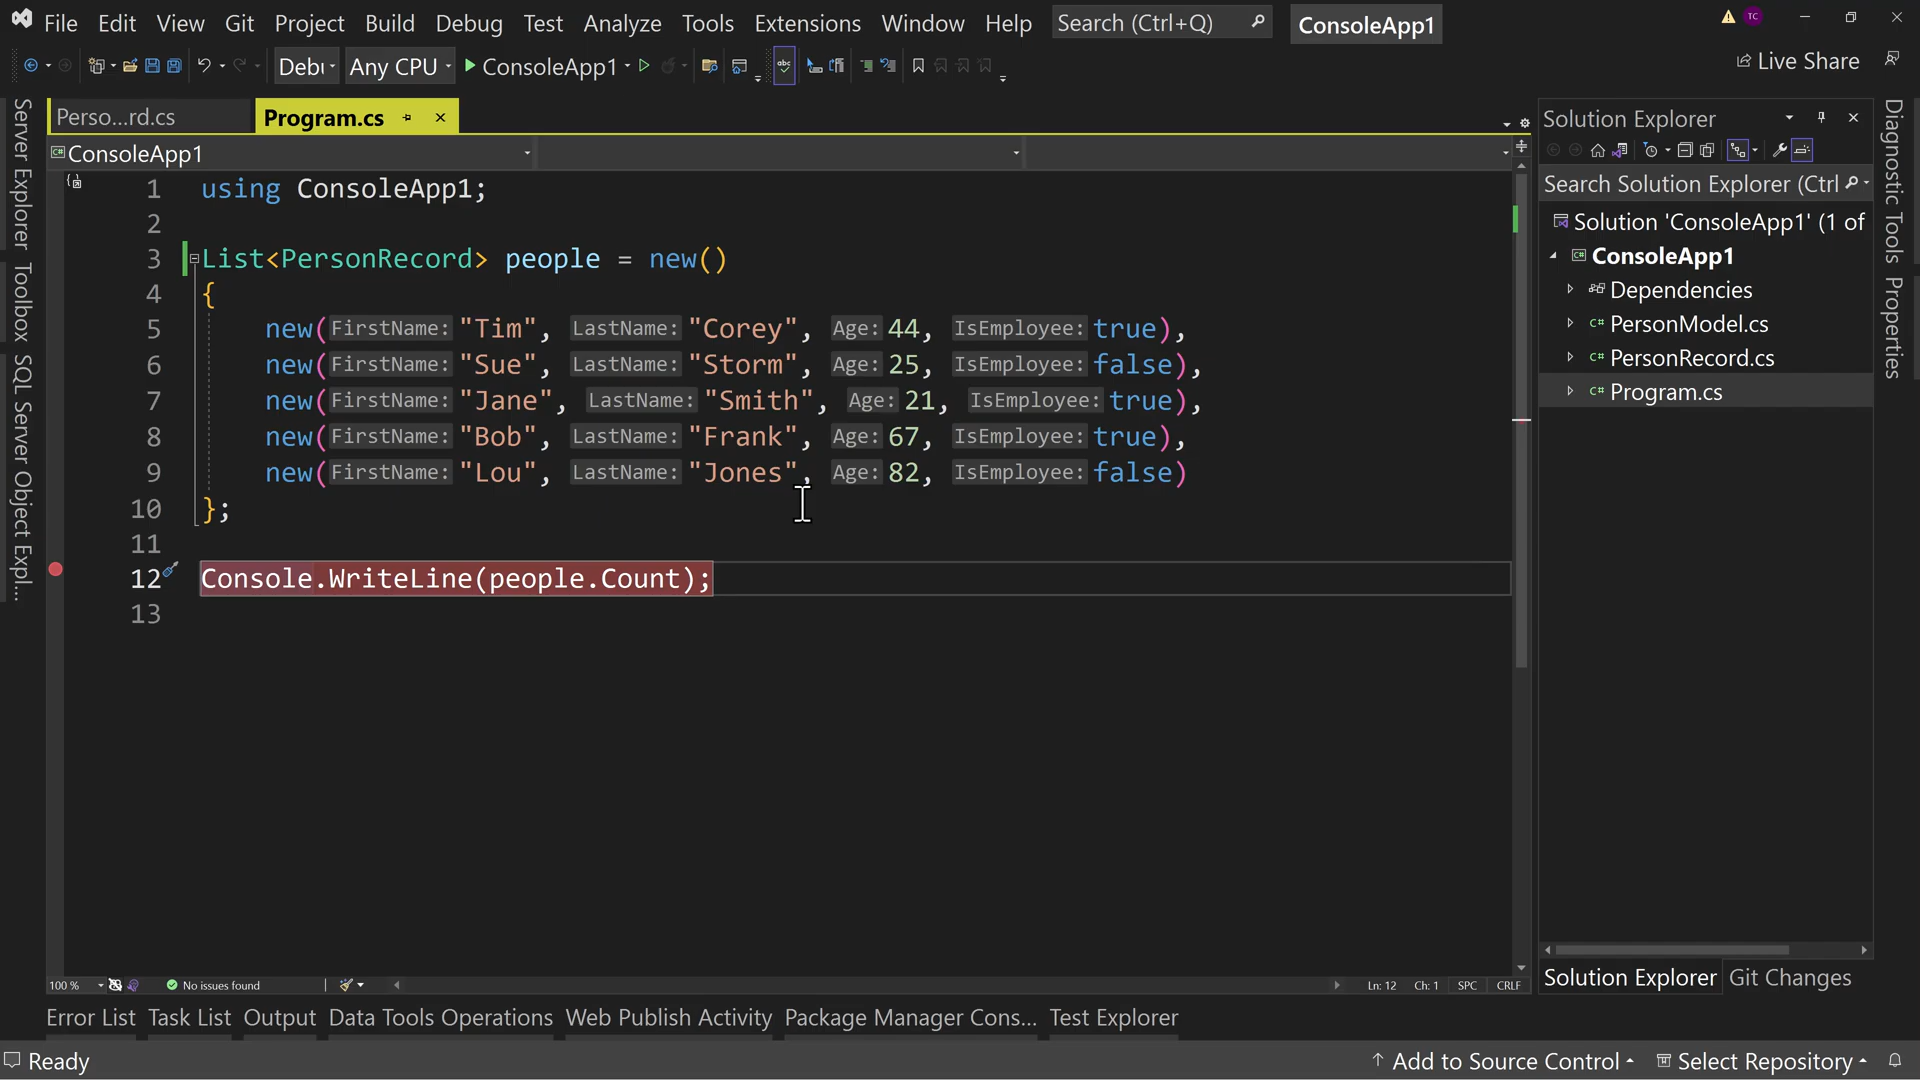 File Edit View Git Project Build Debug Test Analyze Tools Extensions Window Help Search (Ctrl+Q) ConsoleApp1
TC
Debu Any CPU ConsoleApp1 abc Live Share
Server Explorer
Toolbox
SQL Server Object Expl...
Perso...rd.cs Program.cs
ConsoleApp1
1 using ConsoleApp1;
2
3 List<PersonRecord> people = new()
4 {
5 new(FirstName: "Tim", LastName: "Corey", Age: 44, IsEmployee: true),
6 new(FirstName: "Sue", LastName: "Storm", Age: 25, IsEmployee: false),
7 new(FirstName: "Jane", LastName: "Smith", Age: 21, IsEmployee: true),
8 new(FirstName: "Bob", LastName: "Frank", Age: 67, IsEmployee: true),
9 new(FirstName: "Lou", LastName: "Jones", Age: 82, IsEmployee: false)
10 };
11
12 Console.WriteLine(people.Count);
13
100 % No issues found Ln: 12 Ch: 1 SPC CRLF
Solution Explorer
Search Solution Explorer (Ctrl
Solution 'ConsoleApp1' (1 of
C# ConsoleApp1
Dependencies
C# PersonModel.cs
C# PersonRecord.cs
C# Program.cs
Solution Explorer Git Changes
Diagnostic Tools
Properties
Error List Task List Output Data Tools Operations Web Publish Activity Package Manager Cons... Test Explorer
Ready Add to Source Control Select Repository